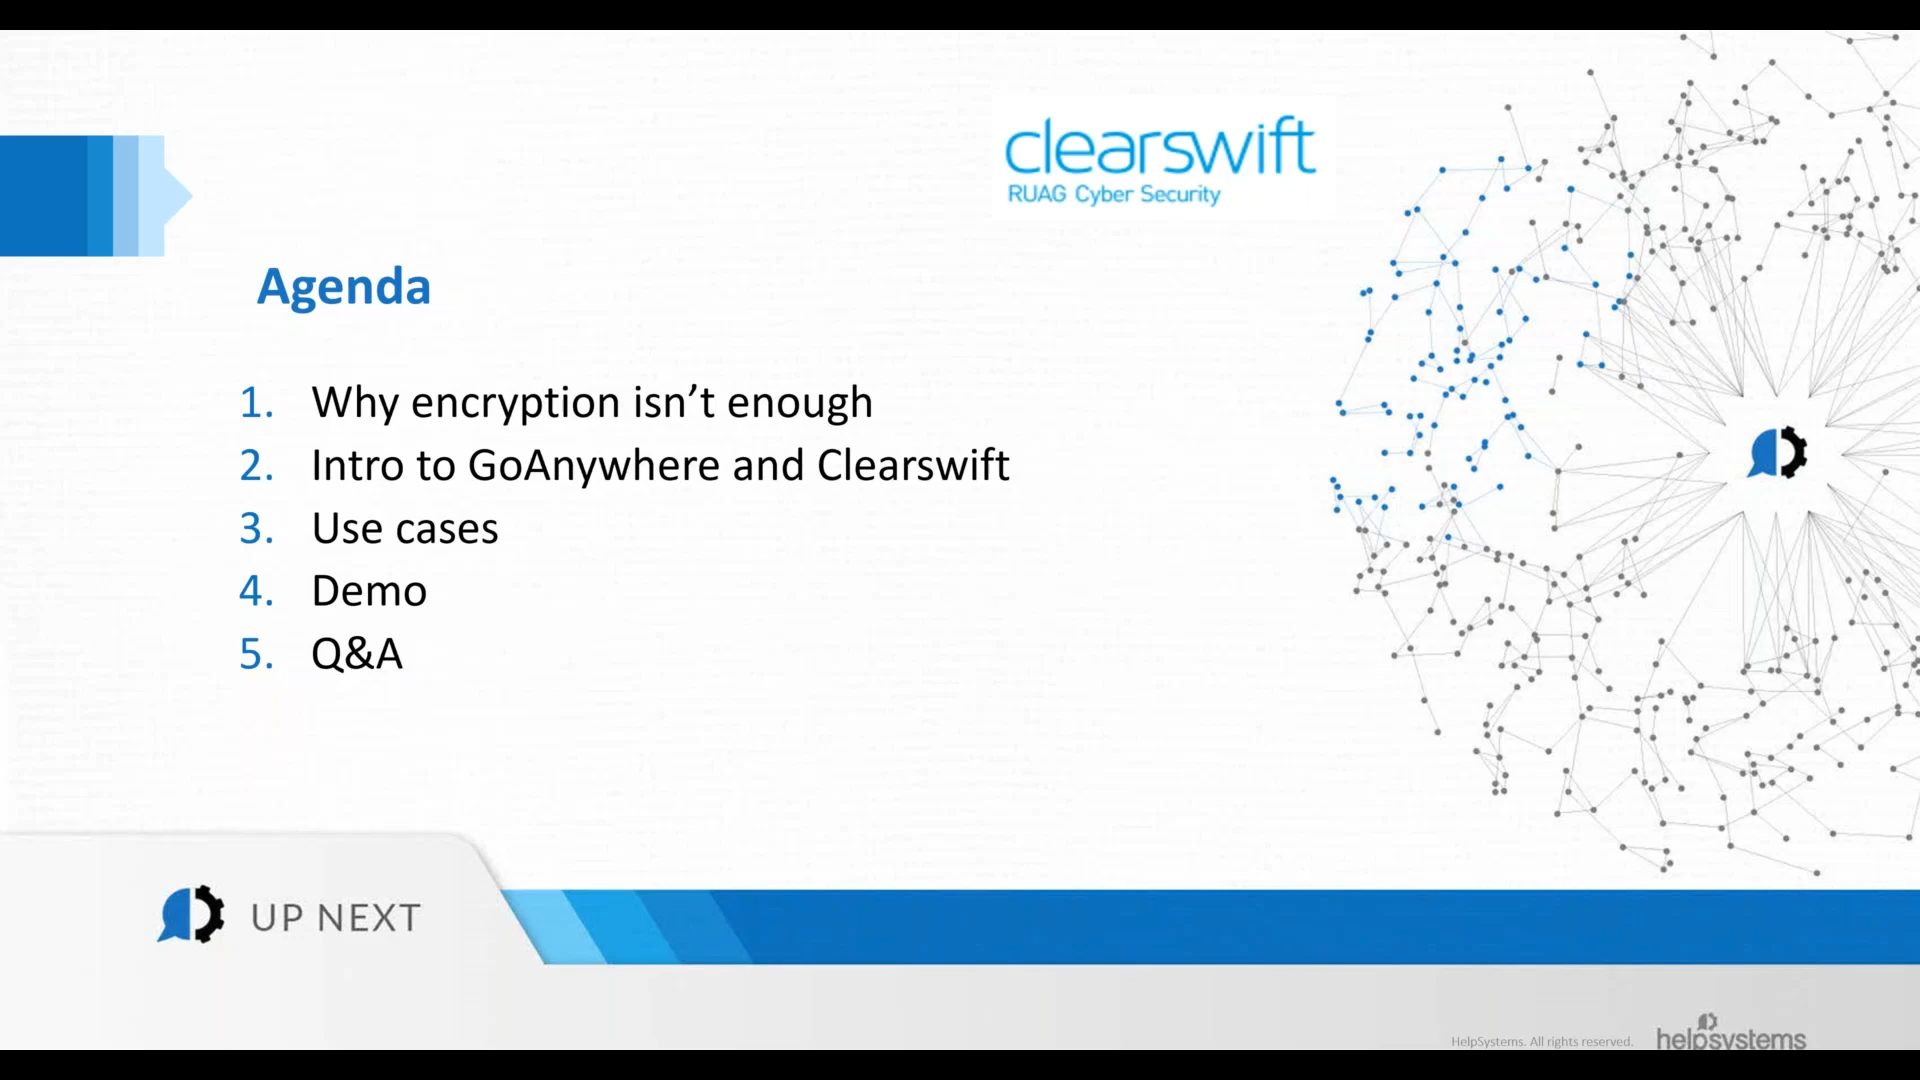 clearswift
RUAG Cyber Security
Agenda
1. Why encryption isn’t enough
2. Intro to GoAnywhere and Clearswift
3. Use cases
4. Demo
5. Q&A
UP NEXT
HelpSystems. All rights reserved.
helpsystems